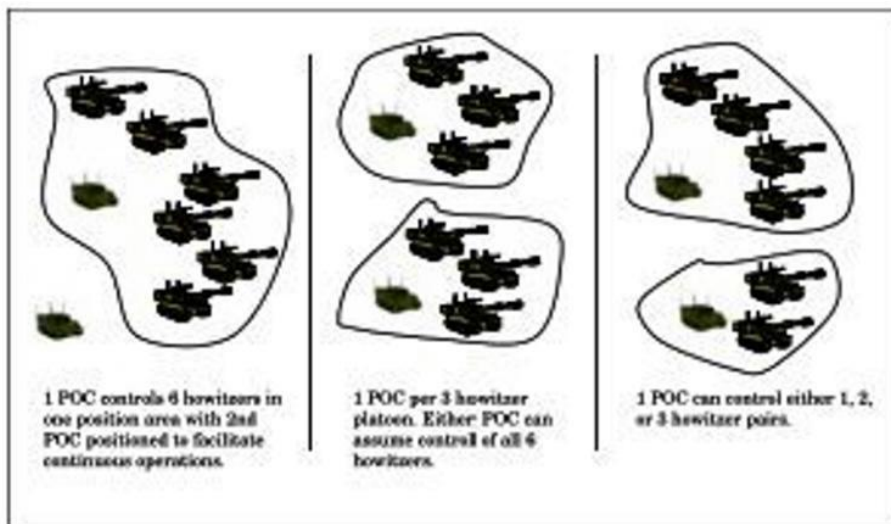 1 POC controls 6 howitzers in
one position area with 2nd
POC positioned to facilitate
continuous operations.
1 POC per 3 howitzer
platoon. Either POC can
assume control of all 6
howitzers.
1 POC can control either 1, 2,
or 3 howitzer pairs.